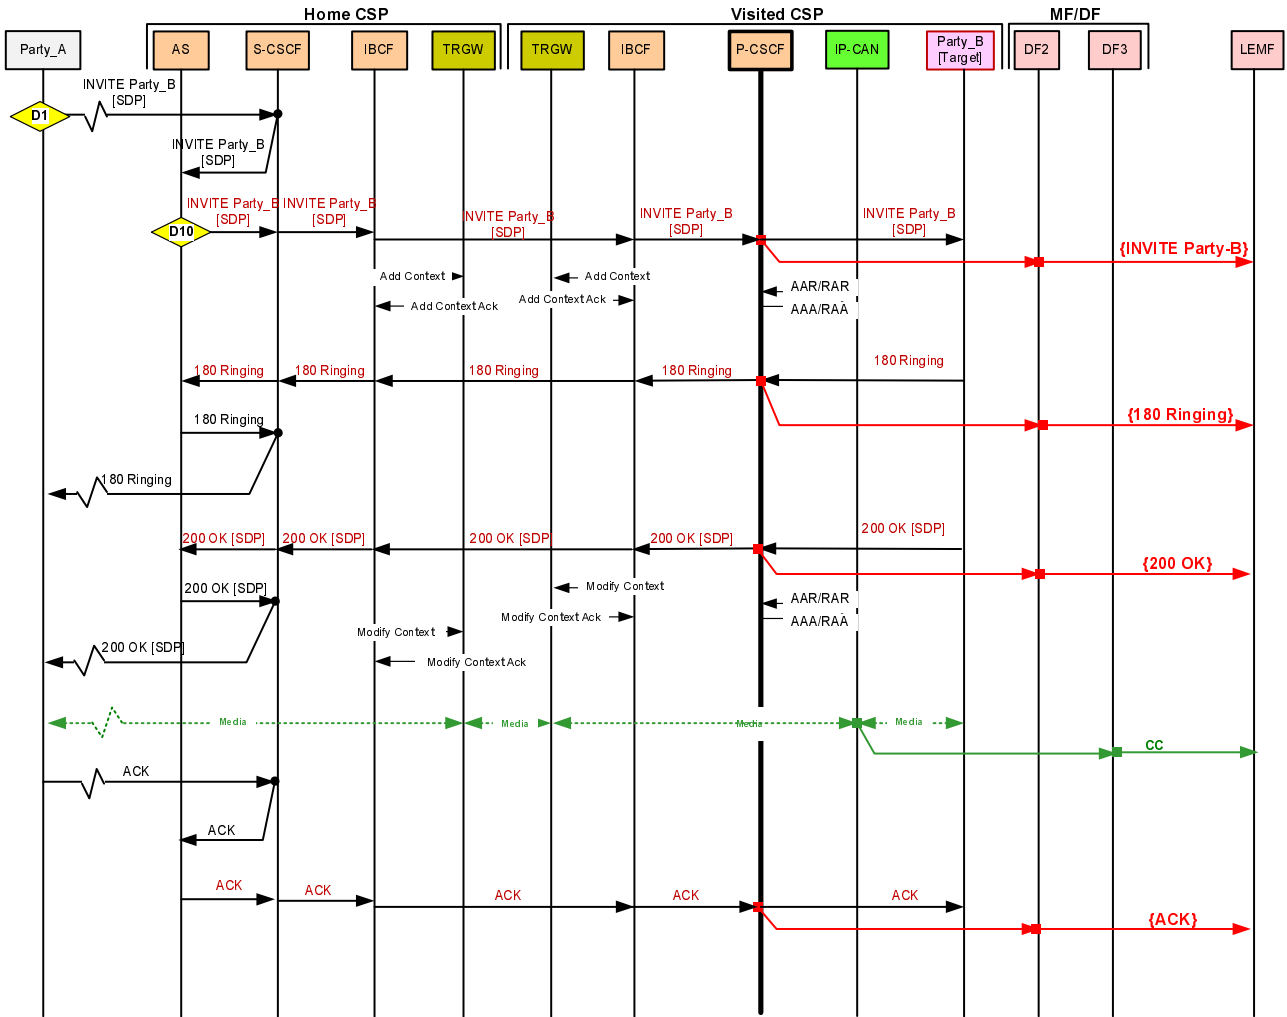 Home CSP
Visited CSP
MF/DF
Party_A
AS
S-CSCF
IBCF
TRGW
TRGW
IBCF
P-CSCF
IP-CAN
Party_B
[Target]
DF2
DF3
LEMF
INVITE Party_B
[SDP]
D1
INVITE Party_B
[SDP]
D10
INVITE Party_B
[SDP]
INVITE Party_B
[SDP]
NVITE Party_B
[SDP]
INVITE Party_B
[SDP]
INVITE Party_B
[SDP]
{INVITE Party-B}
Add Context
Add Context
Add Context Ack
Add Context Ack
AAR/RAR
AAA/RAA
180 Ringing
180 Ringing
180 Ringing
180 Ringing
180 Ringing
{180 Ringing}
180 Ringing
180 Ringing
200 OK [SDP]
200 OK [SDP]
200 OK [SDP]
200 OK [SDP]
200 OK [SDP]
{200 OK}
200 OK [SDP]
Modify Context
Modify Context Ack
AAR/RAR
AAA/RAA
Modify Context
Modify Context Ack
200 OK [SDP]
Media
Media
Media
Media
CC
ACK
ACK
ACK
ACK
ACK
ACK
ACK
{ACK}